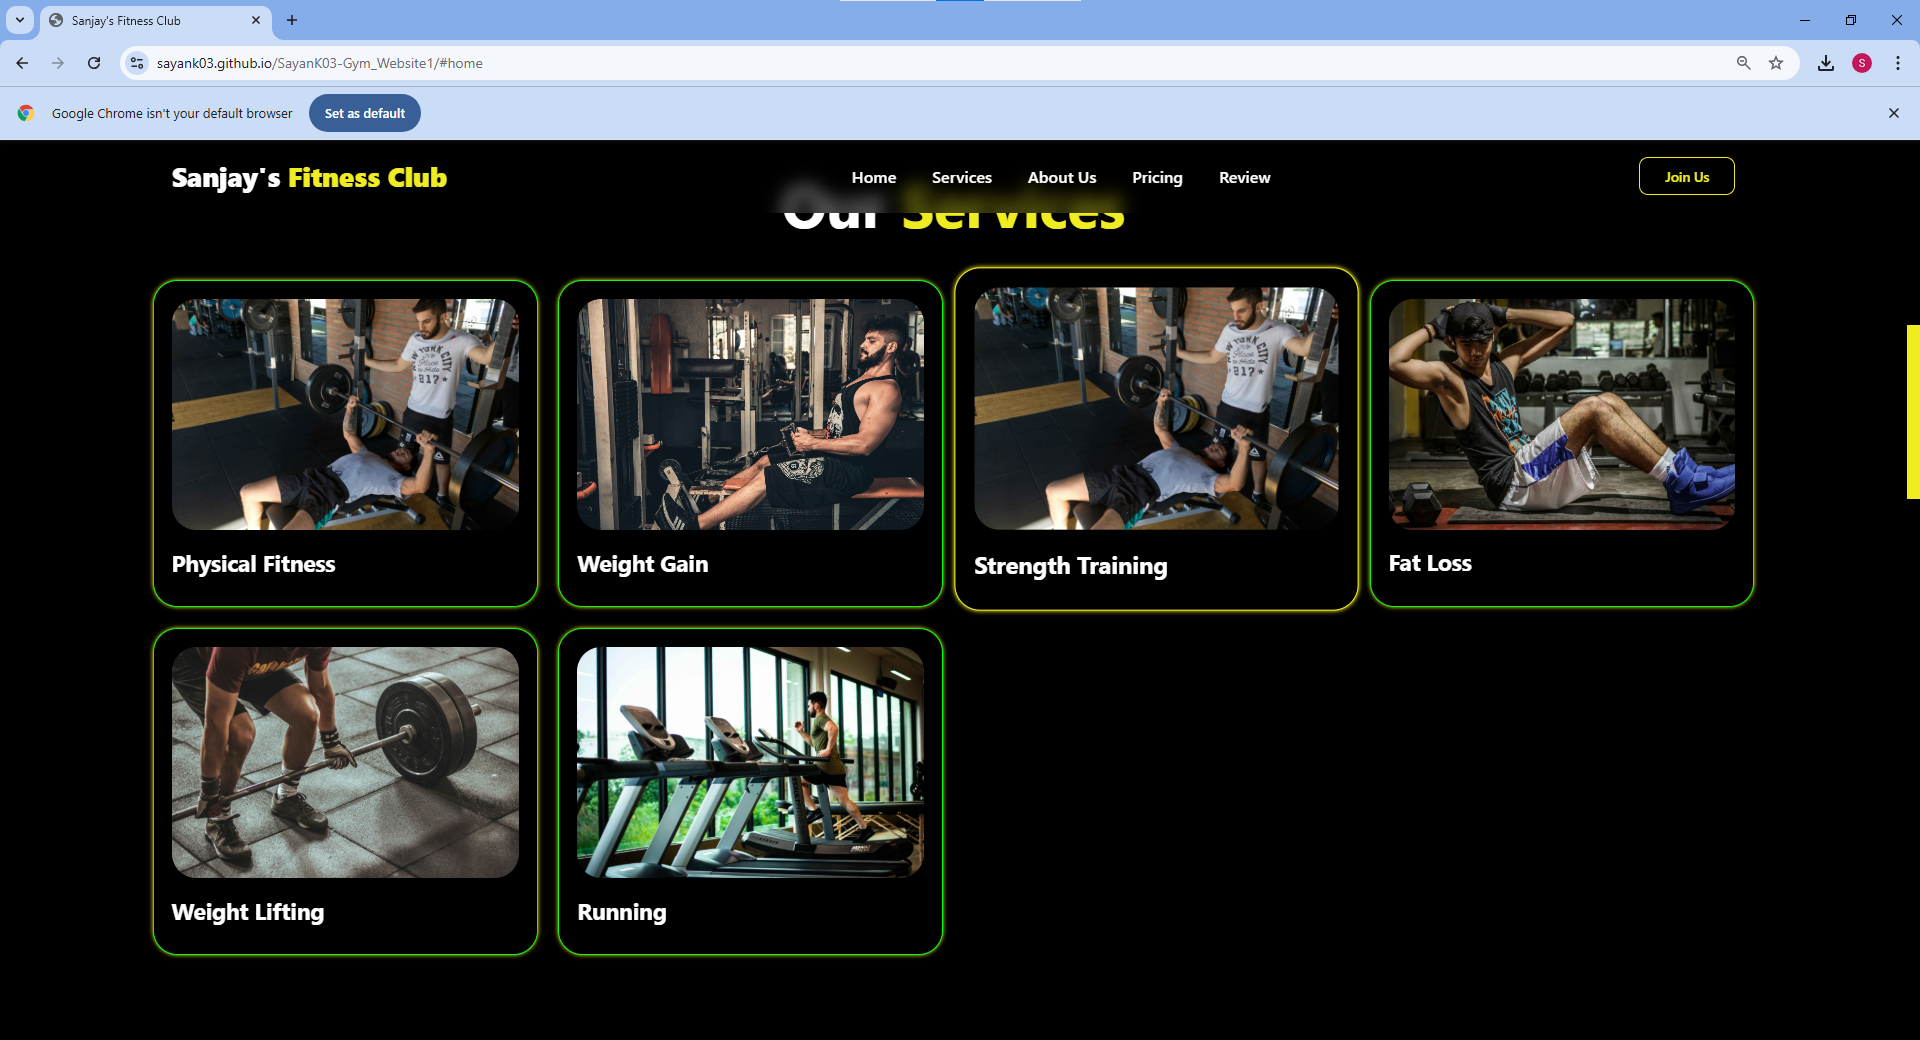 Sanjay's Fitness Club
sayank03.github.io/SayanK03-Gym_Website1/#home
S
Google Chrome isn't your default browser
Set as default
Sanjay's Fitness Club
Home
Services
About Us
Pricing
Review
Join Us
Our Services
Physical Fitness
Weight Gain
Strength Training
Fat Loss
Weight Lifting
Running